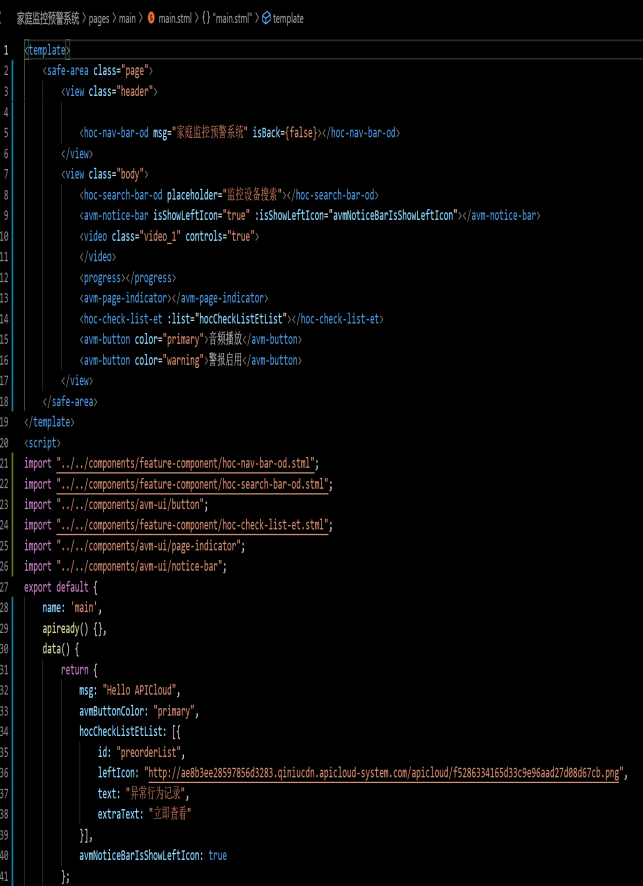 家庭监控预警系统 > pages > main > main.stml > {} "main.stml" > template
1 <template>
2 <safe-area class="page">
3 <view class="header">
4
5 <hoc-nav-bar-od msg="家庭监控预警系统" isBack={false}></hoc-nav-bar-od>
6 </view>
7 <view class="body">
8 <hoc-search-bar-od placeholder="监控设备搜索"></hoc-search-bar-od>
9 <avm-notice-bar isShowLeftIcon="true" :isShowLeftIcon="avmNoticeBarIsShowLeftIcon"></avm-notice-bar>
10 <video class="video_1" controls="true">
11 </video>
12 <progress></progress>
13 <avm-page-indicator></avm-page-indicator>
14 <hoc-check-list-et :list="hocCheckListEtList"></hoc-check-list-et>
15 <avm-button color="primary">音频播放</avm-button>
16 <avm-button color="warning">警报启用</avm-button>
17 </view>
18 </safe-area>
19 </template>
20 <script>
21 import "../../components/feature-component/hoc-nav-bar-od.stml";
22 import "../../components/feature-component/hoc-search-bar-od.stml";
23 import "../../components/avm-ui/button";
24 import "../../components/feature-component/hoc-check-list-et.stml";
25 import "../../components/avm-ui/page-indicator";
26 import "../../components/avm-ui/notice-bar";
27 export default {
28 name: 'main',
29 apiready() {},
30 data() {
31 return {
32 msg: "Hello APICloud",
33 avmButtonColor: "primary",
34 hocCheckListEtList: [{
35 id: "preorderList",
36 leftIcon: "http://ae8b3ee28597856d3283.qiniucdn.apicloud-system.com/apicloud/f5286334165d33c9e96aad27d08d67cb.png",
37 text: "异常行为记录",
38 extraText: "立即查看"
39 }],
40 avmNoticeBarIsShowLeftIcon: true
41 };